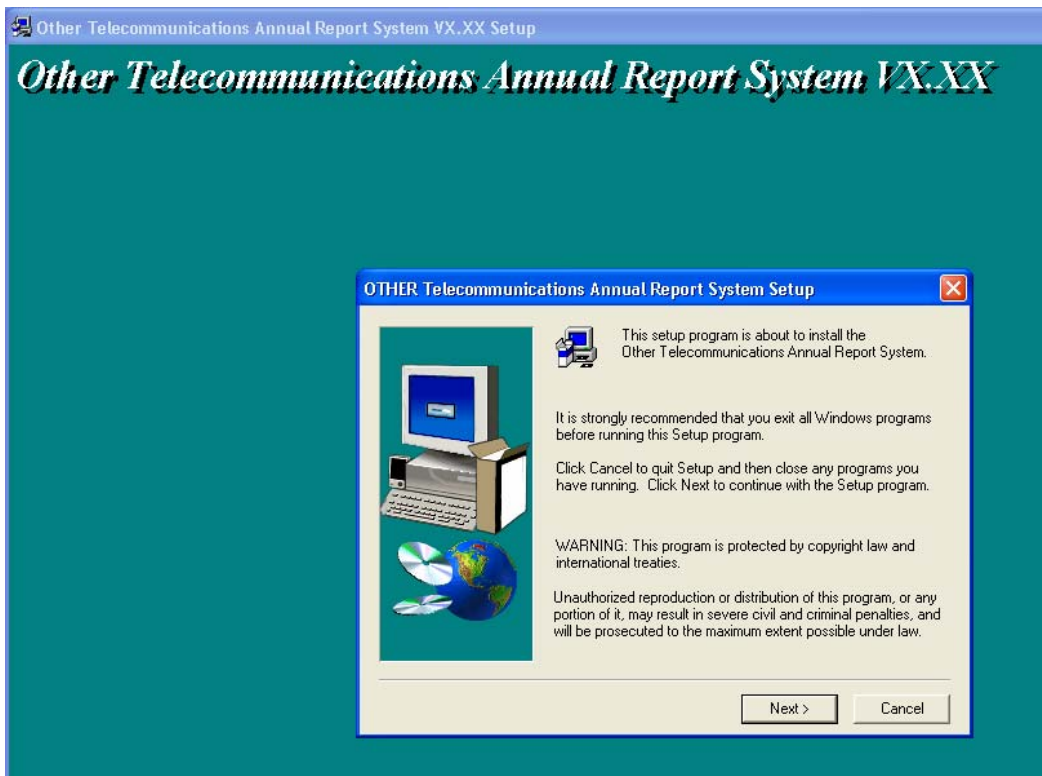 Other Telecommunications Annual Report System VX.XX Setup
Other Telecommunications Annual Report System VX.XX
OTHER Telecommunications Annual Report System Setup
This setup program is about to install the
Other Telecommunications Annual Report System.
It is strongly recommended that you exit all Windows programs
before running this Setup program.
Click Cancel to quit Setup and then close any programs you
have running. Click Next to continue with the Setup program.
WARNING: This program is protected by copyright law and
international treaties.
Unauthorized reproduction or distribution of this program, or any
portion of it, may result in severe civil and criminal penalties, and
will be prosecuted to the maximum extent possible under law.
Next >
Cancel